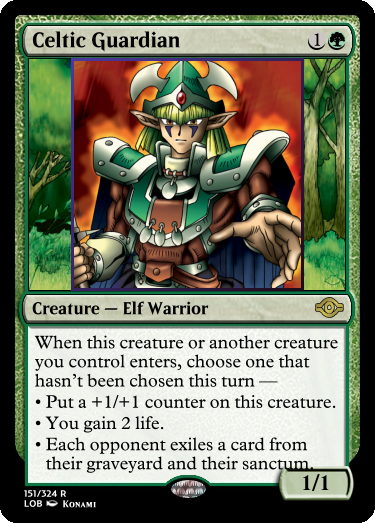 Celtic Guardian 1
Creature — Elf Warrior
When this creature or another creature
you control enters, choose one that
hasn't been chosen this turn —
• Put a +1/+1 counter on this creature.
• You gain 2 life.
• Each opponent exiles a card from
their graveyard and their sanctum.
1/1
151/324 R
LOB KONAMI